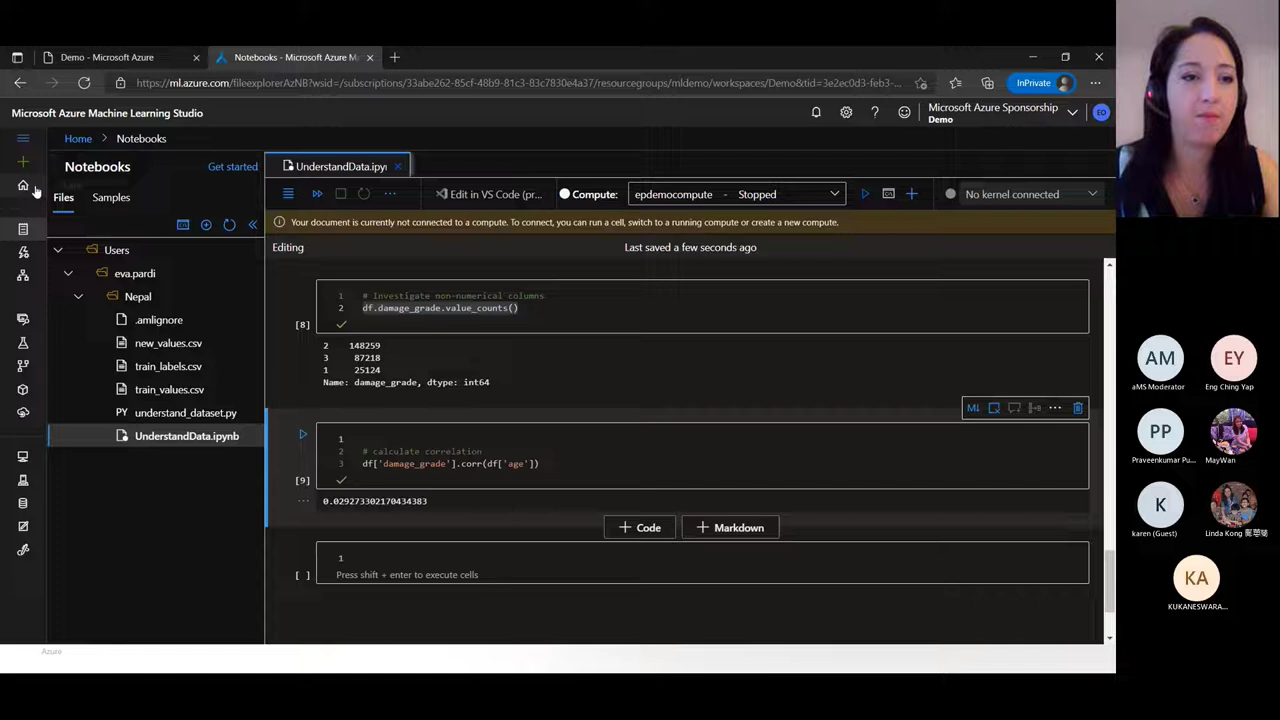 Demo - Microsoft Azure
Notebooks - Microsoft Azure Ma
https://ml.azure.com/fileexplorerAzNB?wsid=/subscriptions/33abe262-85cf-48b9-81c3-83c7830e4a37/resourcegroups/mldemo/workspaces/Demo&tid=3e2ec0d3-feb3-...
InPrivate
Microsoft Azure Machine Learning Studio
Microsoft Azure Sponsorship
Demo
EO
Home > Notebooks
Notebooks
Get started
Files
Samples
Users
eva.pardi
Nepal
.amlignore
new_values.csv
train_labels.csv
train_values.csv
PY understand_dataset.py
UnderstandData.ipynb
UnderstandData.ipyn
Edit in VS Code (pr...
Compute: epdemocompute - Stopped
No kernel connected
Your document is currently not connected to a compute. To connect, you can run a cell, switch to a running compute or create a new compute.
Editing
Last saved a few seconds ago
1 # Investigate non-numerical columns
2 df.damage_grade.value_counts()
[8]
2 148259
3 87218
1 25124
Name: damage_grade, dtype: int64
M↓
1
2 # calculate correlation
3 df['damage_grade'].corr(df['age'])
[9]
0.029273302170434383
+ Code
+ Markdown
1
[ ] Press shift + enter to execute cells
Azure
AM
aMS Moderator
EY
Eng Ching Yap
PP
Praveenkumar Pu...
MayWan
K
karen (Guest)
KA
KUKANESWARA...